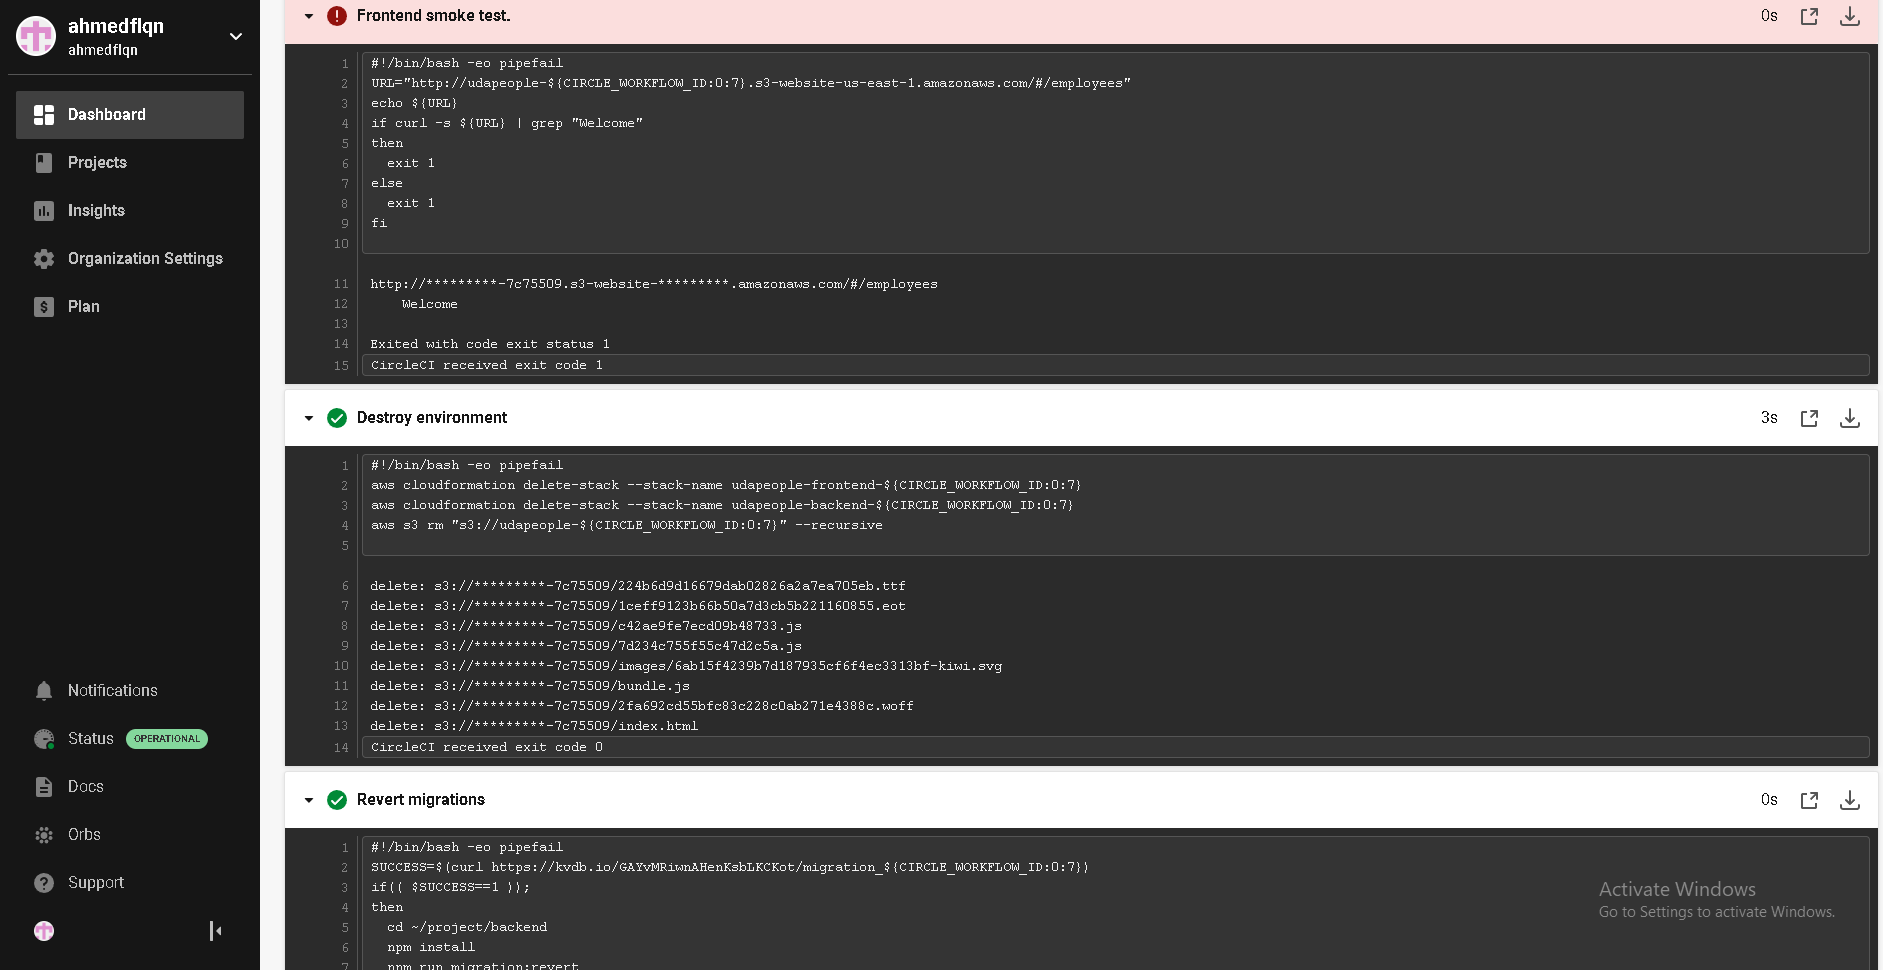 ahmedflqn
ahmedflqn
Dashboard
Projects
Insights
Organization Settings
Plan
Notifications
Status OPERATIONAL
Docs
Orbs
Support
Frontend smoke test. 0s
1 #!/bin/bash -eo pipefail
2 URL="http://udapeople-${CIRCLE_WORKFLOW_ID:0:7}.s3-website-us-east-1.amazonaws.com/#/employees"
3 echo ${URL}
4 if curl -s ${URL} | grep "Welcome"
5 then
6 exit 1
7 else
8 exit 1
9 fi
10
11 http://*********-7c75509.s3-website-*********.amazonaws.com/#/employees
12 Welcome
13
14 Exited with code exit status 1
15 CircleCI received exit code 1
Destroy environment 3s
1 #!/bin/bash -eo pipefail
2 aws cloudformation delete-stack --stack-name udapeople-frontend-${CIRCLE_WORKFLOW_ID:0:7}
3 aws cloudformation delete-stack --stack-name udapeople-backend-${CIRCLE_WORKFLOW_ID:0:7}
4 aws s3 rm "s3://udapeople-${CIRCLE_WORKFLOW_ID:0:7}" --recursive
5
6 delete: s3://*********-7c75509/224b6d9d16679dab02826a2a7ea705eb.ttf
7 delete: s3://*********-7c75509/1ceff9123b66b50a7d3cb5b221160855.eot
8 delete: s3://*********-7c75509/c42ae9fe7ecd09b48733.js
9 delete: s3://*********-7c75509/7d234c755f55c47d2c5a.js
10 delete: s3://*********-7c75509/images/6ab15f4239b7d187935cf6f4ec3313bf-kiwi.svg
11 delete: s3://*********-7c75509/bundle.js
12 delete: s3://*********-7c75509/2fa692cd55bfc83c228c0ab271e4388c.woff
13 delete: s3://*********-7c75509/index.html
14 CircleCI received exit code 0
Revert migrations 0s
1 #!/bin/bash -eo pipefail
2 SUCCESS=$(curl https://kvdb.io/GAYvMRiwnAHenKsbLKCKot/migration_${CIRCLE_WORKFLOW_ID:0:7})
3 if(( $SUCCESS==1 ));
4 then
5 cd ~/project/backend
6 npm install
7 npm run migration:revert
Activate Windows
Go to Settings to activate Windows.